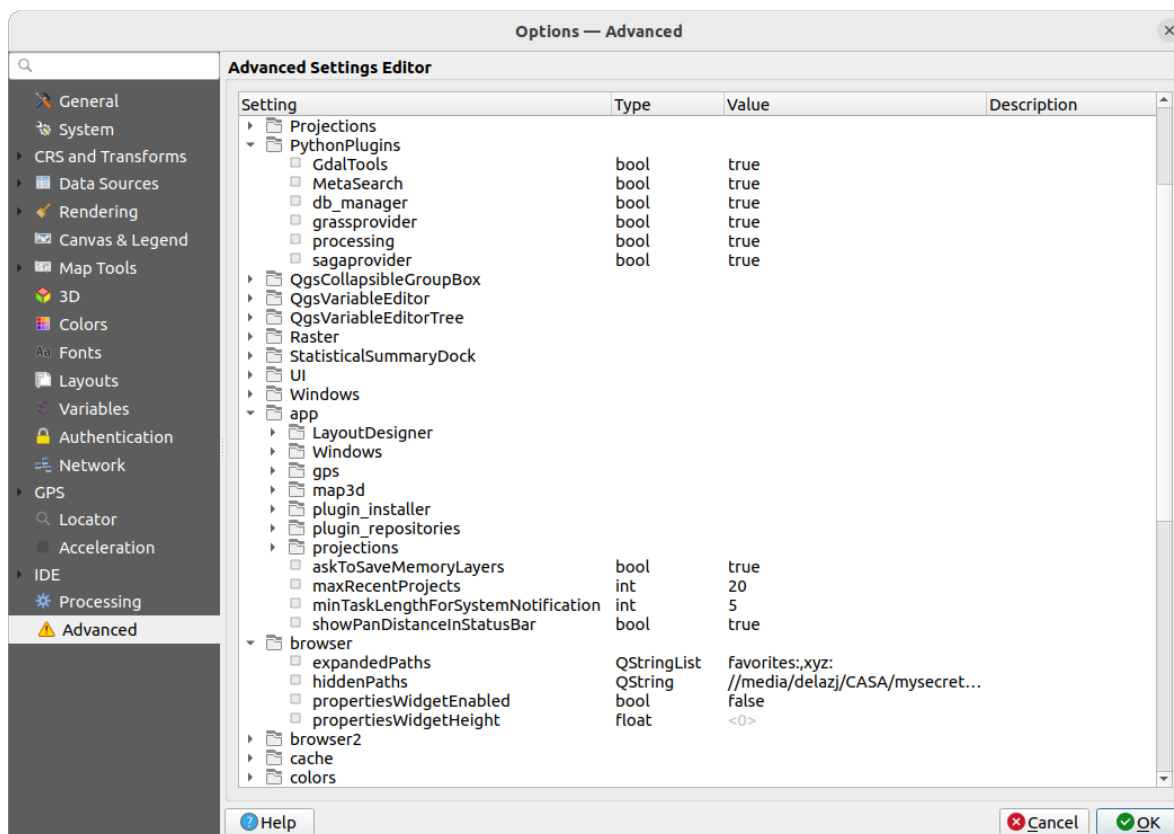 Options — Advanced
Advanced Settings Editor
General
System
CRS and Transforms
Data Sources
Rendering
Canvas & Legend
Map Tools
3D
Colors
Fonts
Layouts
Variables
Authentication
Network
GPS
Locator
Acceleration
IDE
Processing
Advanced
Setting Type Value Description
Projections
PythonPlugins
GdalTools bool true
MetaSearch bool true
db_manager bool true
grassprovider bool true
processing bool true
sagaprovider bool true
QgsCollapsibleGroupBox
QgsVariableEditor
QgsVariableEditorTree
Raster
StatisticalSummaryDock
UI
Windows
app
LayoutDesigner
Windows
gps
map3d
plugin_installer
plugin_repositories
projections
askToSaveMemoryLayers bool true
maxRecentProjects int 20
minTaskLengthForSystemNotification int 5
showPanDistanceInStatusBar bool true
browser
expandedPaths QStringList favorites:,xyz:
hiddenPaths QString //media/delazj/CASA/mysecret...
propertiesWidgetEnabled bool false
propertiesWidgetHeight float <0>
browser2
cache
colors
Help
Cancel
OK